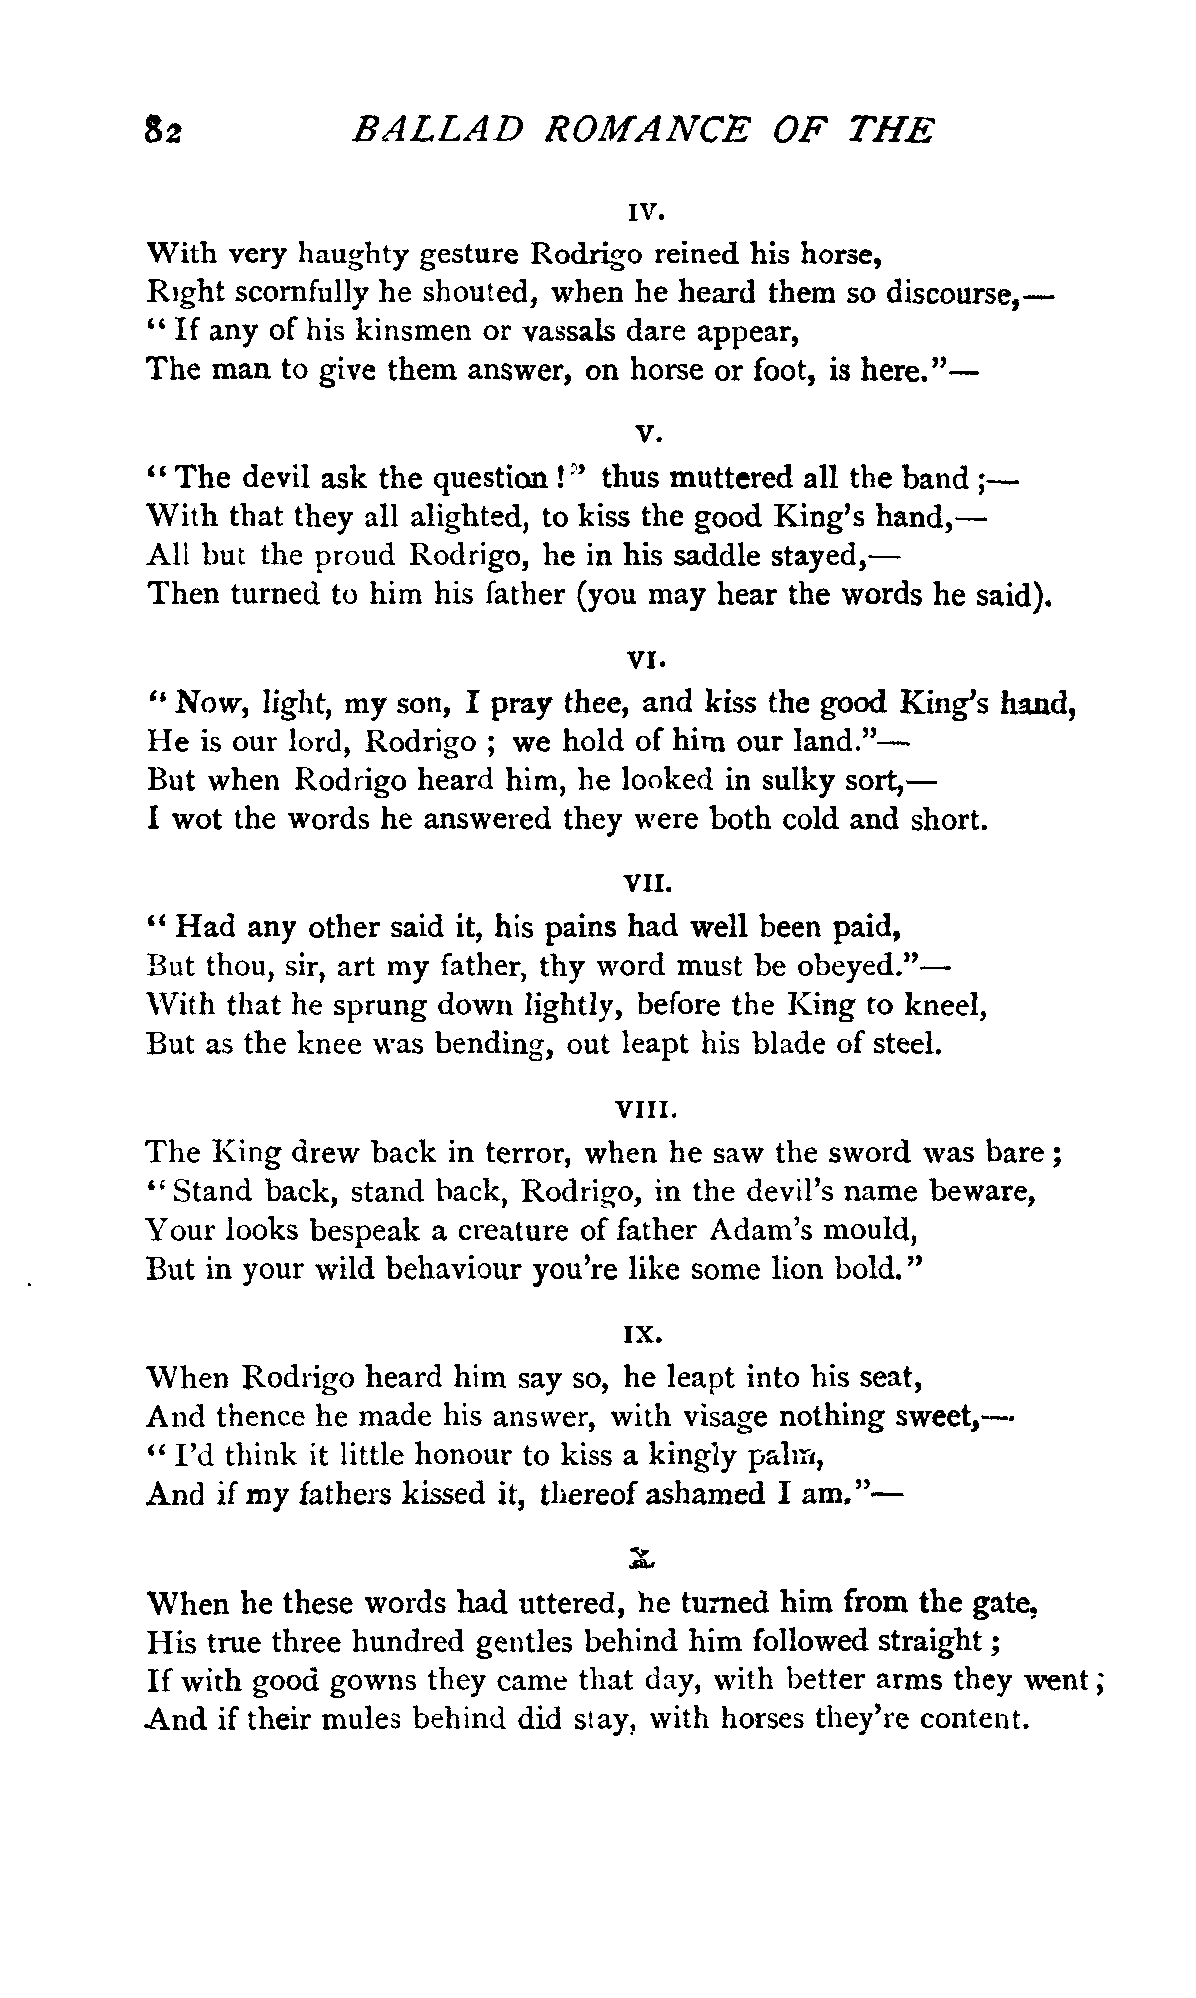 82 BALLAD ROMANCE OF THE
IV.
With very haughty gesture Rodrigo reined his horse,
Right scornfully he shouted, when he heard them so discourse,—
“If any of his kinsmen or vassals dare appear,
The man to give them answer, on horse or foot, is here.”—
V.
“The devil ask the question!” thus muttered all the band;—
With that they all alighted, to kiss the good King's hand,—
All but the proud Rodrigo, he in his saddle stayed,—
Then turned to him his father (you may hear the words he said).
VI.
“Now, light, my son, I pray thee, and kiss the good King's hand,
He is our lord, Rodrigo; we hold of him our land.”—
But when Rodrigo heard him, he looked in sulky sort,—
I wot the words he answered they were both cold and short.
VII.
“Had any other said it, his pains had well been paid,
But thou, sir, art my father, thy word must be obeyed.”—
With that he sprung down lightly, before the King to kneel,
But as the knee was bending, out leapt his blade of steel.
VIII.
The King drew back in terror, when he saw the sword was bare;
“Stand back, stand back, Rodrigo, in the devil's name beware,
Your looks bespeak a creature of father Adam's mould,
But in your wild behaviour you're like some lion bold.”
IX.
When Rodrigo heard him say so, he leapt into his seat,
And thence he made his answer, with visage nothing sweet,—
“I'd think it little honour to kiss a kingly palm,
And if my fathers kissed it, thereof ashamed I am.”—
X.
When he these words had uttered, he turned him from the gate,
His true three hundred gentles behind him followed straight;
If with good gowns they came that day, with better arms they went;
And if their mules behind did stay, with horses they're content.